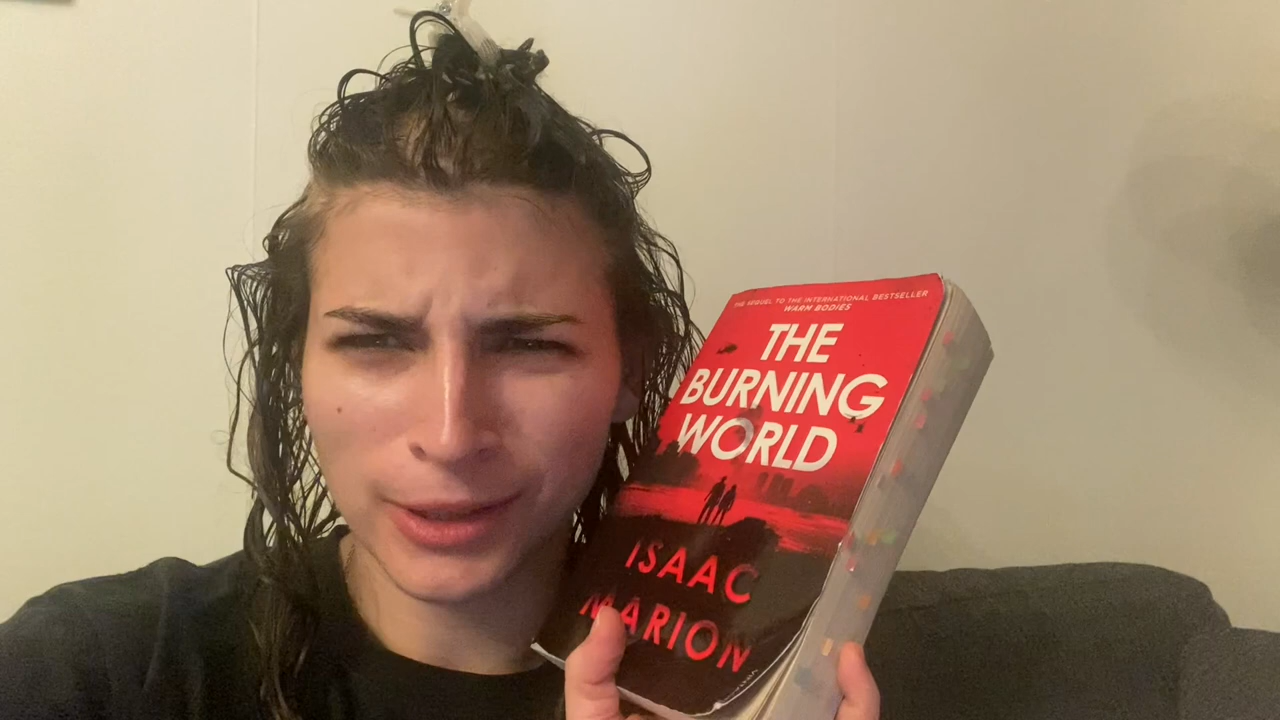 THE SEQUEL TO THE INTERNATIONAL BESTSELLER
WARM BODIES
THE
BURNING
WORLD
ISAAC
MARION